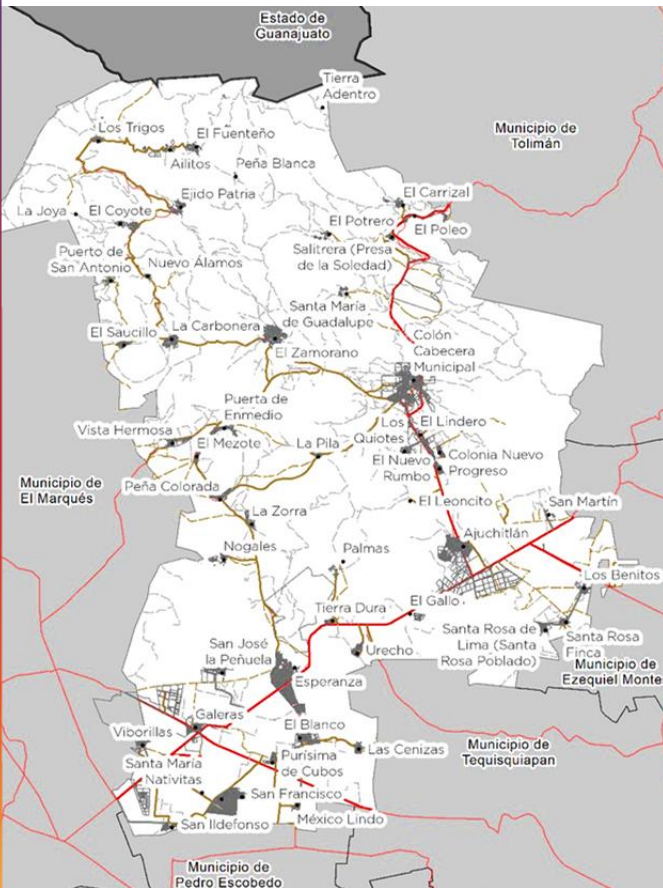 Estado de
Guanajuato
Tierra
Adentro
Los Trigos
El Fuenteño
Municipio de
Tolimán
Ailitos
Peña Blanca
El Carrizal
Ejido Patria
La Joya
El Coyote
El Potrero
El Poleo
Puerto de
San Antonio
Nuevo Álamos
Salitrera (Presa
de la Soledad)
Santa María
de Guadalupe
El Saucillo
La Carbonera
El Zamorano
Colón
Cabecera
Municipal
Puerta de
Enmedio
Vista Hermosa
El Mezote
La Pila
Los
Quiotes
El Lindero
El Nuevo
Rumbo
Colonia Nuevo
Progreso
Municipio de
El Marqués
Peña Colorada
La Zorra
El Leoncito
San Martín
Nogales
Palmas
Ajuchitlán
Los Benitos
Tierra Dura
El Gallo
Santa Rosa de
Lima (Santa
Rosa Poblado)
Santa Rosa
Finca
San José
la Peñuela
Urecho
Esperanza
Municipio de
Ezequiel Monte
Galeras
Viborillas
El Blanco
Las Cenizas
Municipio de
Tequisquiapan
Santa María
Nativitas
Purísima
de Cubos
San Francisco
San Ildefonso
México Lindo
Municipio de
Pedro Escobedo